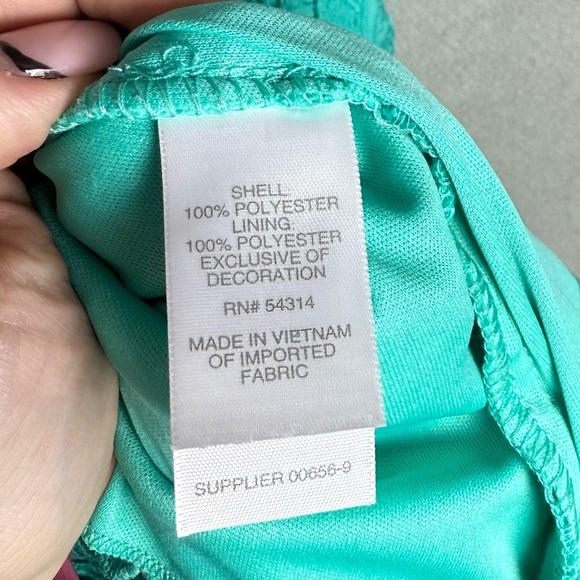 SHELL:
100% POLYESTER
LINING:
100% POLYESTER
EXCLUSIVE OF
DECORATION
RN# 54314
MADE IN VIETNAM
OF IMPORTED
FABRIC
SUPPLIER 00656-9